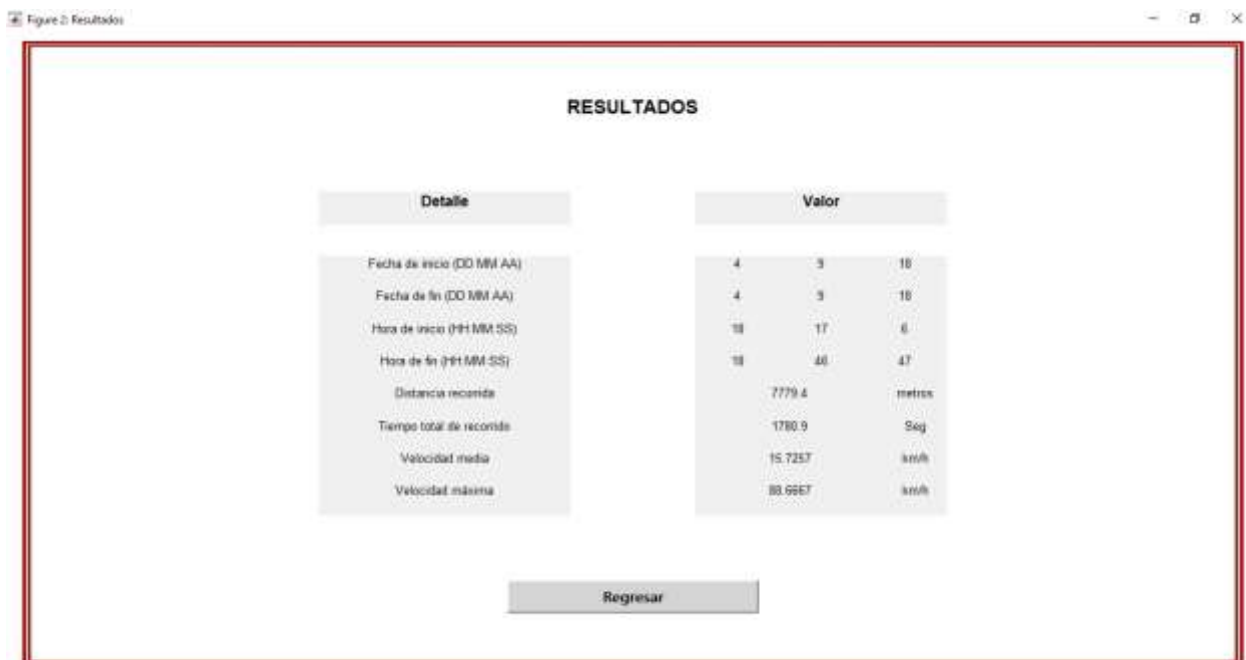 Figure 2: Resultados
RESULTADOS
Detalle Valor
Fecha de inicio (DD MM AA) 4 9 18
Fecha de fin (DD MM AA) 4 9 18
Hora de inicio (HH MM SS) 18 17 6
Hora de fin (HH MM SS) 18 46 47
Distancia recorrida 7779.4 metros
Tiempo total de recorrido 1780.9 Seg
Velocidad media 15.7257 km/h
Velocidad máxima 88.6667 km/h
Regresar